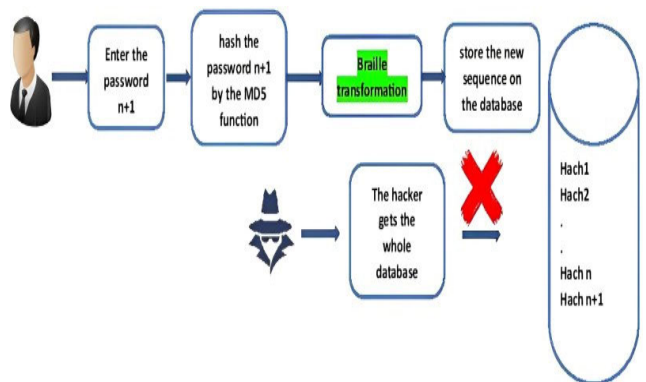 Enter the
password
n+1
hash the
password n+1
by the MD5
function
Braille
transformation
store the new
sequence on
the database
The hacker
gets the
whole
database
Hach1
Hach2
.
.
Hach n
Hach n+1